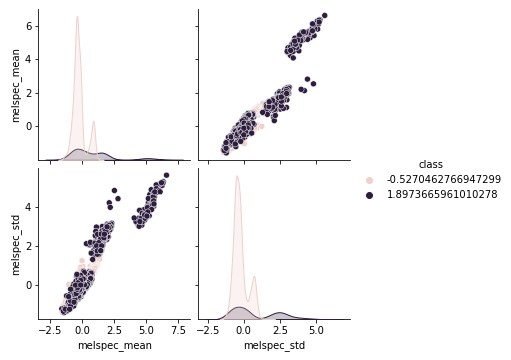 6
4
2
0
melspec_mean
class
-0.5270462766947299
1.8973665961010278
4
2
0
melspec_std
-2.5 0.0 2.5 5.0 7.5
melspec_mean
-2.5 0.0 2.5 5.0
melspec_std